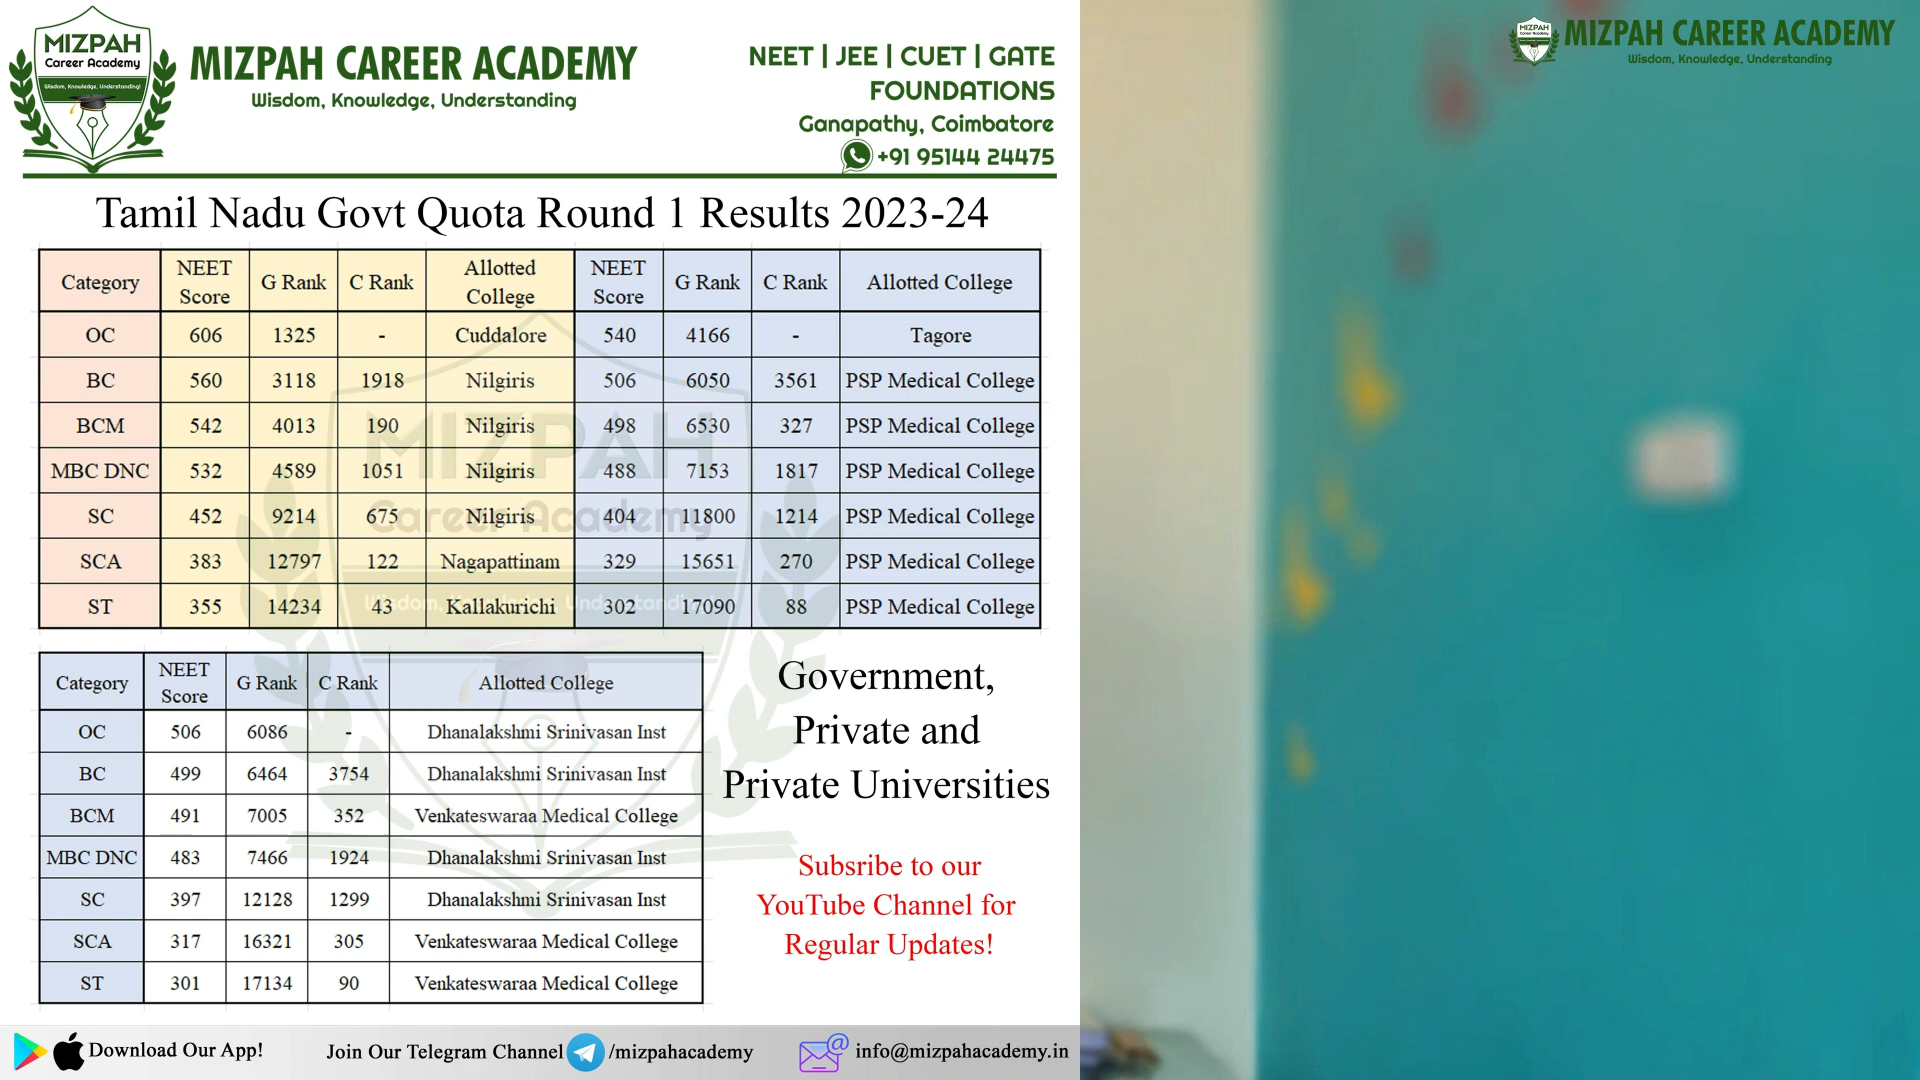 MIZPAH
Career Academy
Wisdom, Knowledge, Understanding!
MIZPAH CAREER ACADEMY
Wisdom, Knowledge, Understanding
NEET | JEE | CUET | GATE
FOUNDATIONS
Ganapathy, Coimbatore
+91 95144 24475
MIZPAH CAREER ACADEMY
Wisdom, Knowledge, Understanding
Tamil Nadu Govt Quota Round 1 Results 2023-24
Category NEET Score G Rank C Rank Allotted College NEET Score G Rank C Rank Allotted College
OC 606 1325 - Cuddalore 540 4166 - Tagore
BC 560 3118 1918 Nilgiris 506 6050 3561 PSP Medical College
BCM 542 4013 190 Nilgiris 498 6530 327 PSP Medical College
MBC DNC 532 4589 1051 Nilgiris 488 7153 1817 PSP Medical College
SC 452 9214 675 Nilgiris 404 11800 1214 PSP Medical College
SCA 383 12797 122 Nagapattinam 329 15651 270 PSP Medical College
ST 355 14234 43 Kallakurichi 302 17090 88 PSP Medical College
Category NEET Score G Rank C Rank Allotted College
OC 506 6086 - Dhanalakshmi Srinivasan Inst
BC 499 6464 3754 Dhanalakshmi Srinivasan Inst
BCM 491 7005 352 Venkateswaraa Medical College
MBC DNC 483 7466 1924 Dhanalakshmi Srinivasan Inst
SC 397 12128 1299 Dhanalakshmi Srinivasan Inst
SCA 317 16321 305 Venkateswaraa Medical College
ST 301 17134 90 Venkateswaraa Medical College
Government,
Private and
Private Universities
Subsribe to our
YouTube Channel for
Regular Updates!
Download Our App!
Join Our Telegram Channel /mizpahacademy
info@mizpahacademy.in